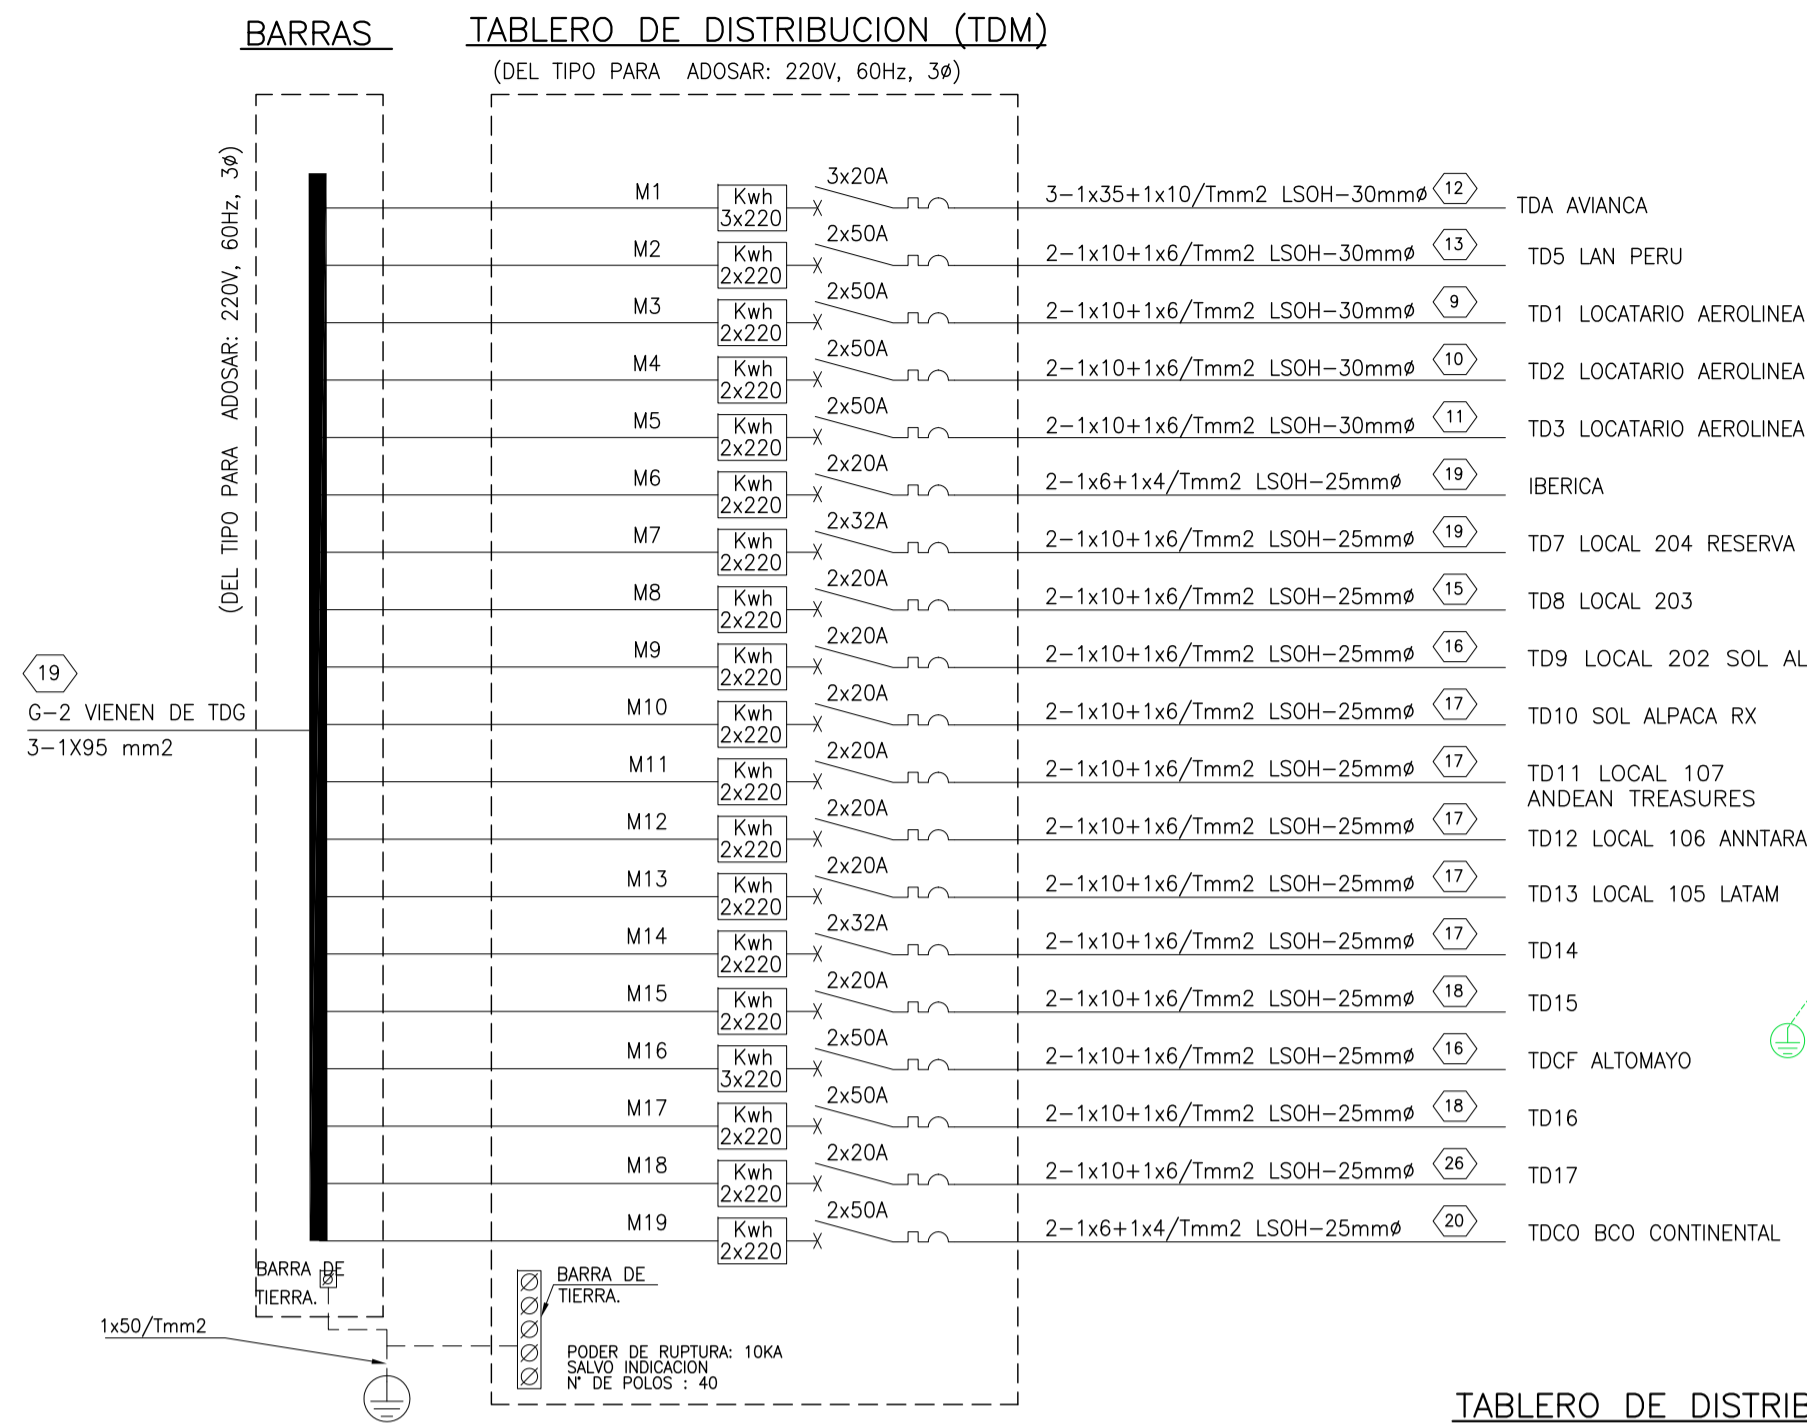 BARRAS
TABLERO DE DISTRIBUCION (TDM)
(DEL TIPO PARA ADOSAR: 220V, 60Hz, 3ø)
(DEL TIPO PARA ADOSAR: 220V, 60Hz, 3ø)
19
G-2 VIENEN DE TDG
3-1X95 mm2
M1 Kwh 3x220 3x20A 3-1x35+1x10/Tmm2 LSOH-30mmø 12 TDA AVIANCA
M2 Kwh 2x220 2x50A 2-1x10+1x6/Tmm2 LSOH-30mmø 13 TD5 LAN PERU
M3 Kwh 2x220 2x50A 2-1x10+1x6/Tmm2 LSOH-30mmø 9 TD1 LOCATARIO AEROLINEA
M4 Kwh 2x220 2x50A 2-1x10+1x6/Tmm2 LSOH-30mmø 10 TD2 LOCATARIO AEROLINEA
M5 Kwh 2x220 2x50A 2-1x10+1x6/Tmm2 LSOH-30mmø 11 TD3 LOCATARIO AEROLINEA
M6 Kwh 2x220 2x20A 2-1x6+1x4/Tmm2 LSOH-25mmø 19 IBERICA
M7 Kwh 2x220 2x32A 2-1x10+1x6/Tmm2 LSOH-25mmø 19 TD7 LOCAL 204 RESERVA
M8 Kwh 2x220 2x20A 2-1x10+1x6/Tmm2 LSOH-25mmø 15 TD8 LOCAL 203
M9 Kwh 2x220 2x20A 2-1x10+1x6/Tmm2 LSOH-25mmø 16 TD9 LOCAL 202 SOL AL
M10 Kwh 2x220 2x20A 2-1x10+1x6/Tmm2 LSOH-25mmø 17 TD10 SOL ALPACA RX
M11 Kwh 2x220 2x20A 2-1x10+1x6/Tmm2 LSOH-25mmø 17 TD11 LOCAL 107
ANDEAN TREASURES
M12 Kwh 2x220 2x20A 2-1x10+1x6/Tmm2 LSOH-25mmø 17 TD12 LOCAL 106 ANNTARA
M13 Kwh 2x220 2x20A 2-1x10+1x6/Tmm2 LSOH-25mmø 17 TD13 LOCAL 105 LATAM
M14 Kwh 2x220 2x32A 2-1x10+1x6/Tmm2 LSOH-25mmø 17 TD14
M15 Kwh 2x220 2x20A 2-1x10+1x6/Tmm2 LSOH-25mmø 18 TD15
M16 Kwh 3x220 2x50A 2-1x10+1x6/Tmm2 LSOH-25mmø 16 TDCF ALTOMAYO
M17 Kwh 2x220 2x50A 2-1x10+1x6/Tmm2 LSOH-25mmø 18 TD16
M18 Kwh 2x220 2x20A 2-1x10+1x6/Tmm2 LSOH-25mmø 26 TD17
M19 Kwh 2x220 2x50A 2-1x6+1x4/Tmm2 LSOH-25mmø 20 TDCO BCO CONTINENTAL
BARRA DE
TIERRA.
BARRA DE
TIERRA.
1x50/Tmm2
PODER DE RUPTURA: 10KA
SALVO INDICACION
N° DE POLOS : 40
TABLERO DE DISTRIB